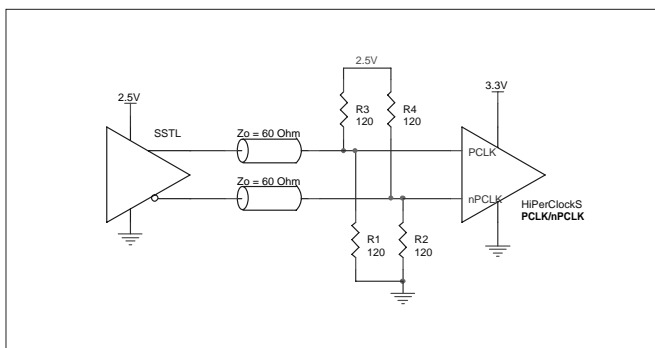 2.5V
3.3V
2.5V
R3
120
R4
120
SSTL
Zo = 60 Ohm
PCLK
Zo = 60 Ohm
nPCLK
HiPerClockS
PCLK/nPCLK
R1
120
R2
120